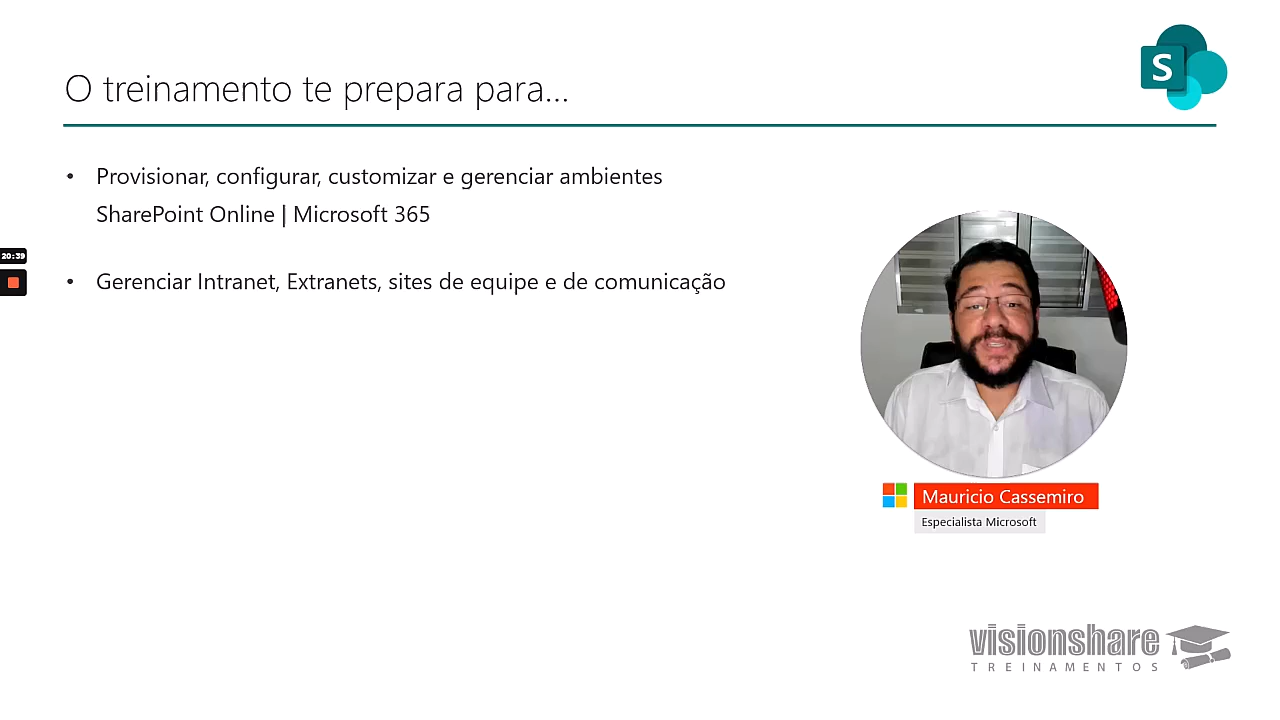 O treinamento te prepara para...
S
• Provisionar, configurar, customizar e gerenciar ambientes
SharePoint Online | Microsoft 365
20:39
• Gerenciar Intranet, Extranets, sites de equipe e de comunicação
Mauricio Cassemiro
Especialista Microsoft
visionshare
TREINAMENTOS